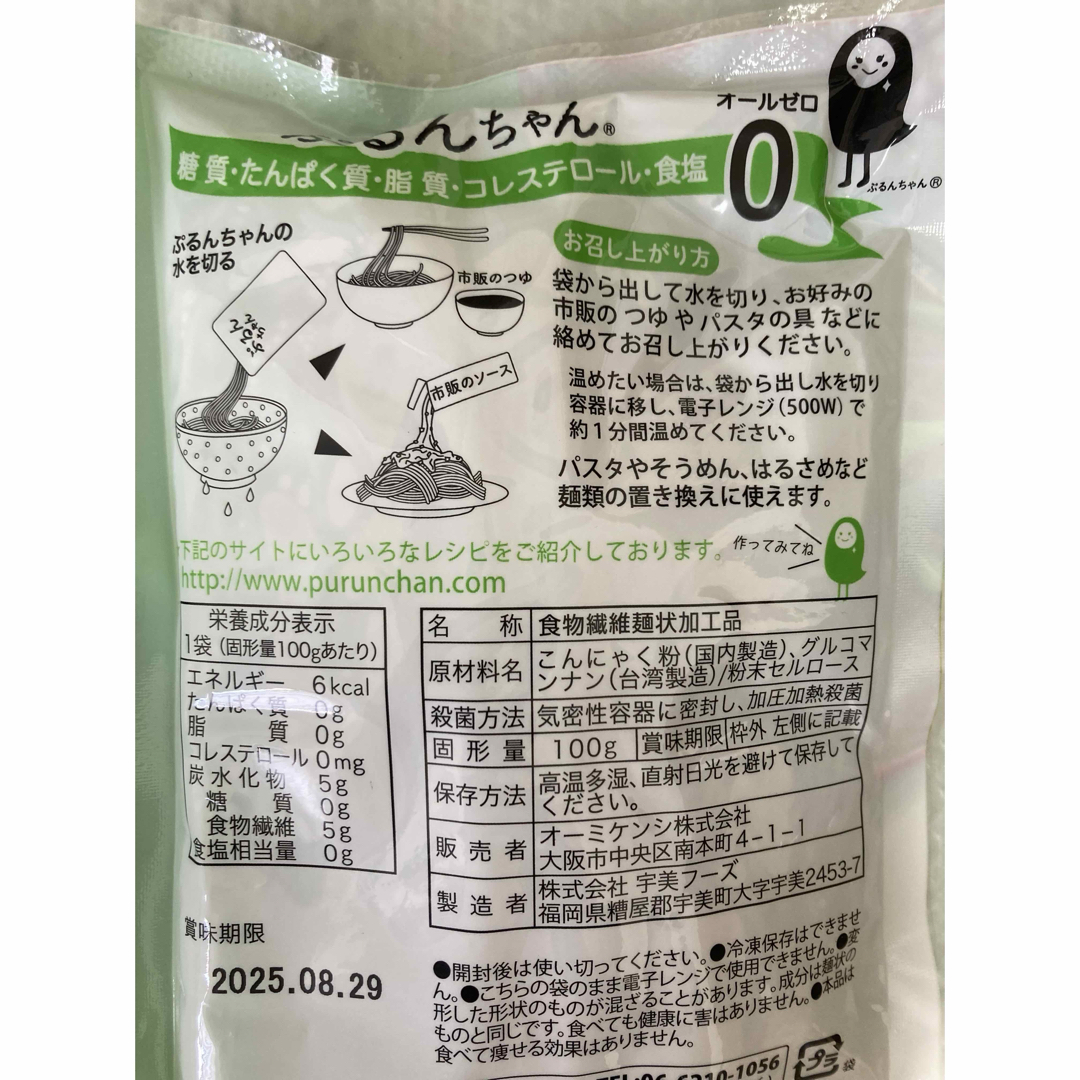 ぷるんちゃん®
オールゼロ
糖質・たんぱく質・脂質・コレステロール・食塩
0
ぷるんちゃん®
ぷるんちゃんの
水を切る
市販のつゆ
市販のソース
お召し上がり方
袋から出して水を切り、お好みの
市販の つゆ や パスタの具 などに
絡めてお召し上がりください。
温めたい場合は、袋から出し水を切り
容器に移し、電子レンジ(500W)で
約1分間温めてください。
パスタやそうめん、はるさめなど
麺類の置き換えに使えます。
下記のサイトにいろいろなレシピをご紹介しております。
作ってみてね
http://www.purunchan.com
栄養成分表示
1袋(固形量100gあたり)
エネルギー 6kcal
たんぱく質 0g
脂質 0g
コレステロール 0mg
炭水化物 5g
糖質 0g
食物繊維 5g
食塩相当量 0g
名称 食物繊維麺状加工品
原材料名 こんにゃく粉(国内製造)、グルコマ
ンナン(台湾製造)/粉末セルロース
殺菌方法 気密性容器に密封し、加圧加熱殺菌
固形量 100g 賞味期限 枠外 左側に記載
保存方法 高温多湿、直射日光を避けて保存して
ください。
販売者 オーミケンシ株式会社
大阪市中央区南本町4-1-1
製造者 株式会社 宇美フーズ
福岡県糟屋郡宇美町大字宇美2453-7
賞味期限
2025.08.29
●開封後は使い切ってください。●冷凍保存はできませ
ん。●こちらの袋のまま電子レンジで使用できません。●変
形した形状のものが混ざることがあります。成分は麺状の
ものと同じです。食べても健康に害はありません。●本品は
食べて痩せる効果はありません。
TEL:06-6210-1056
プラ
袋